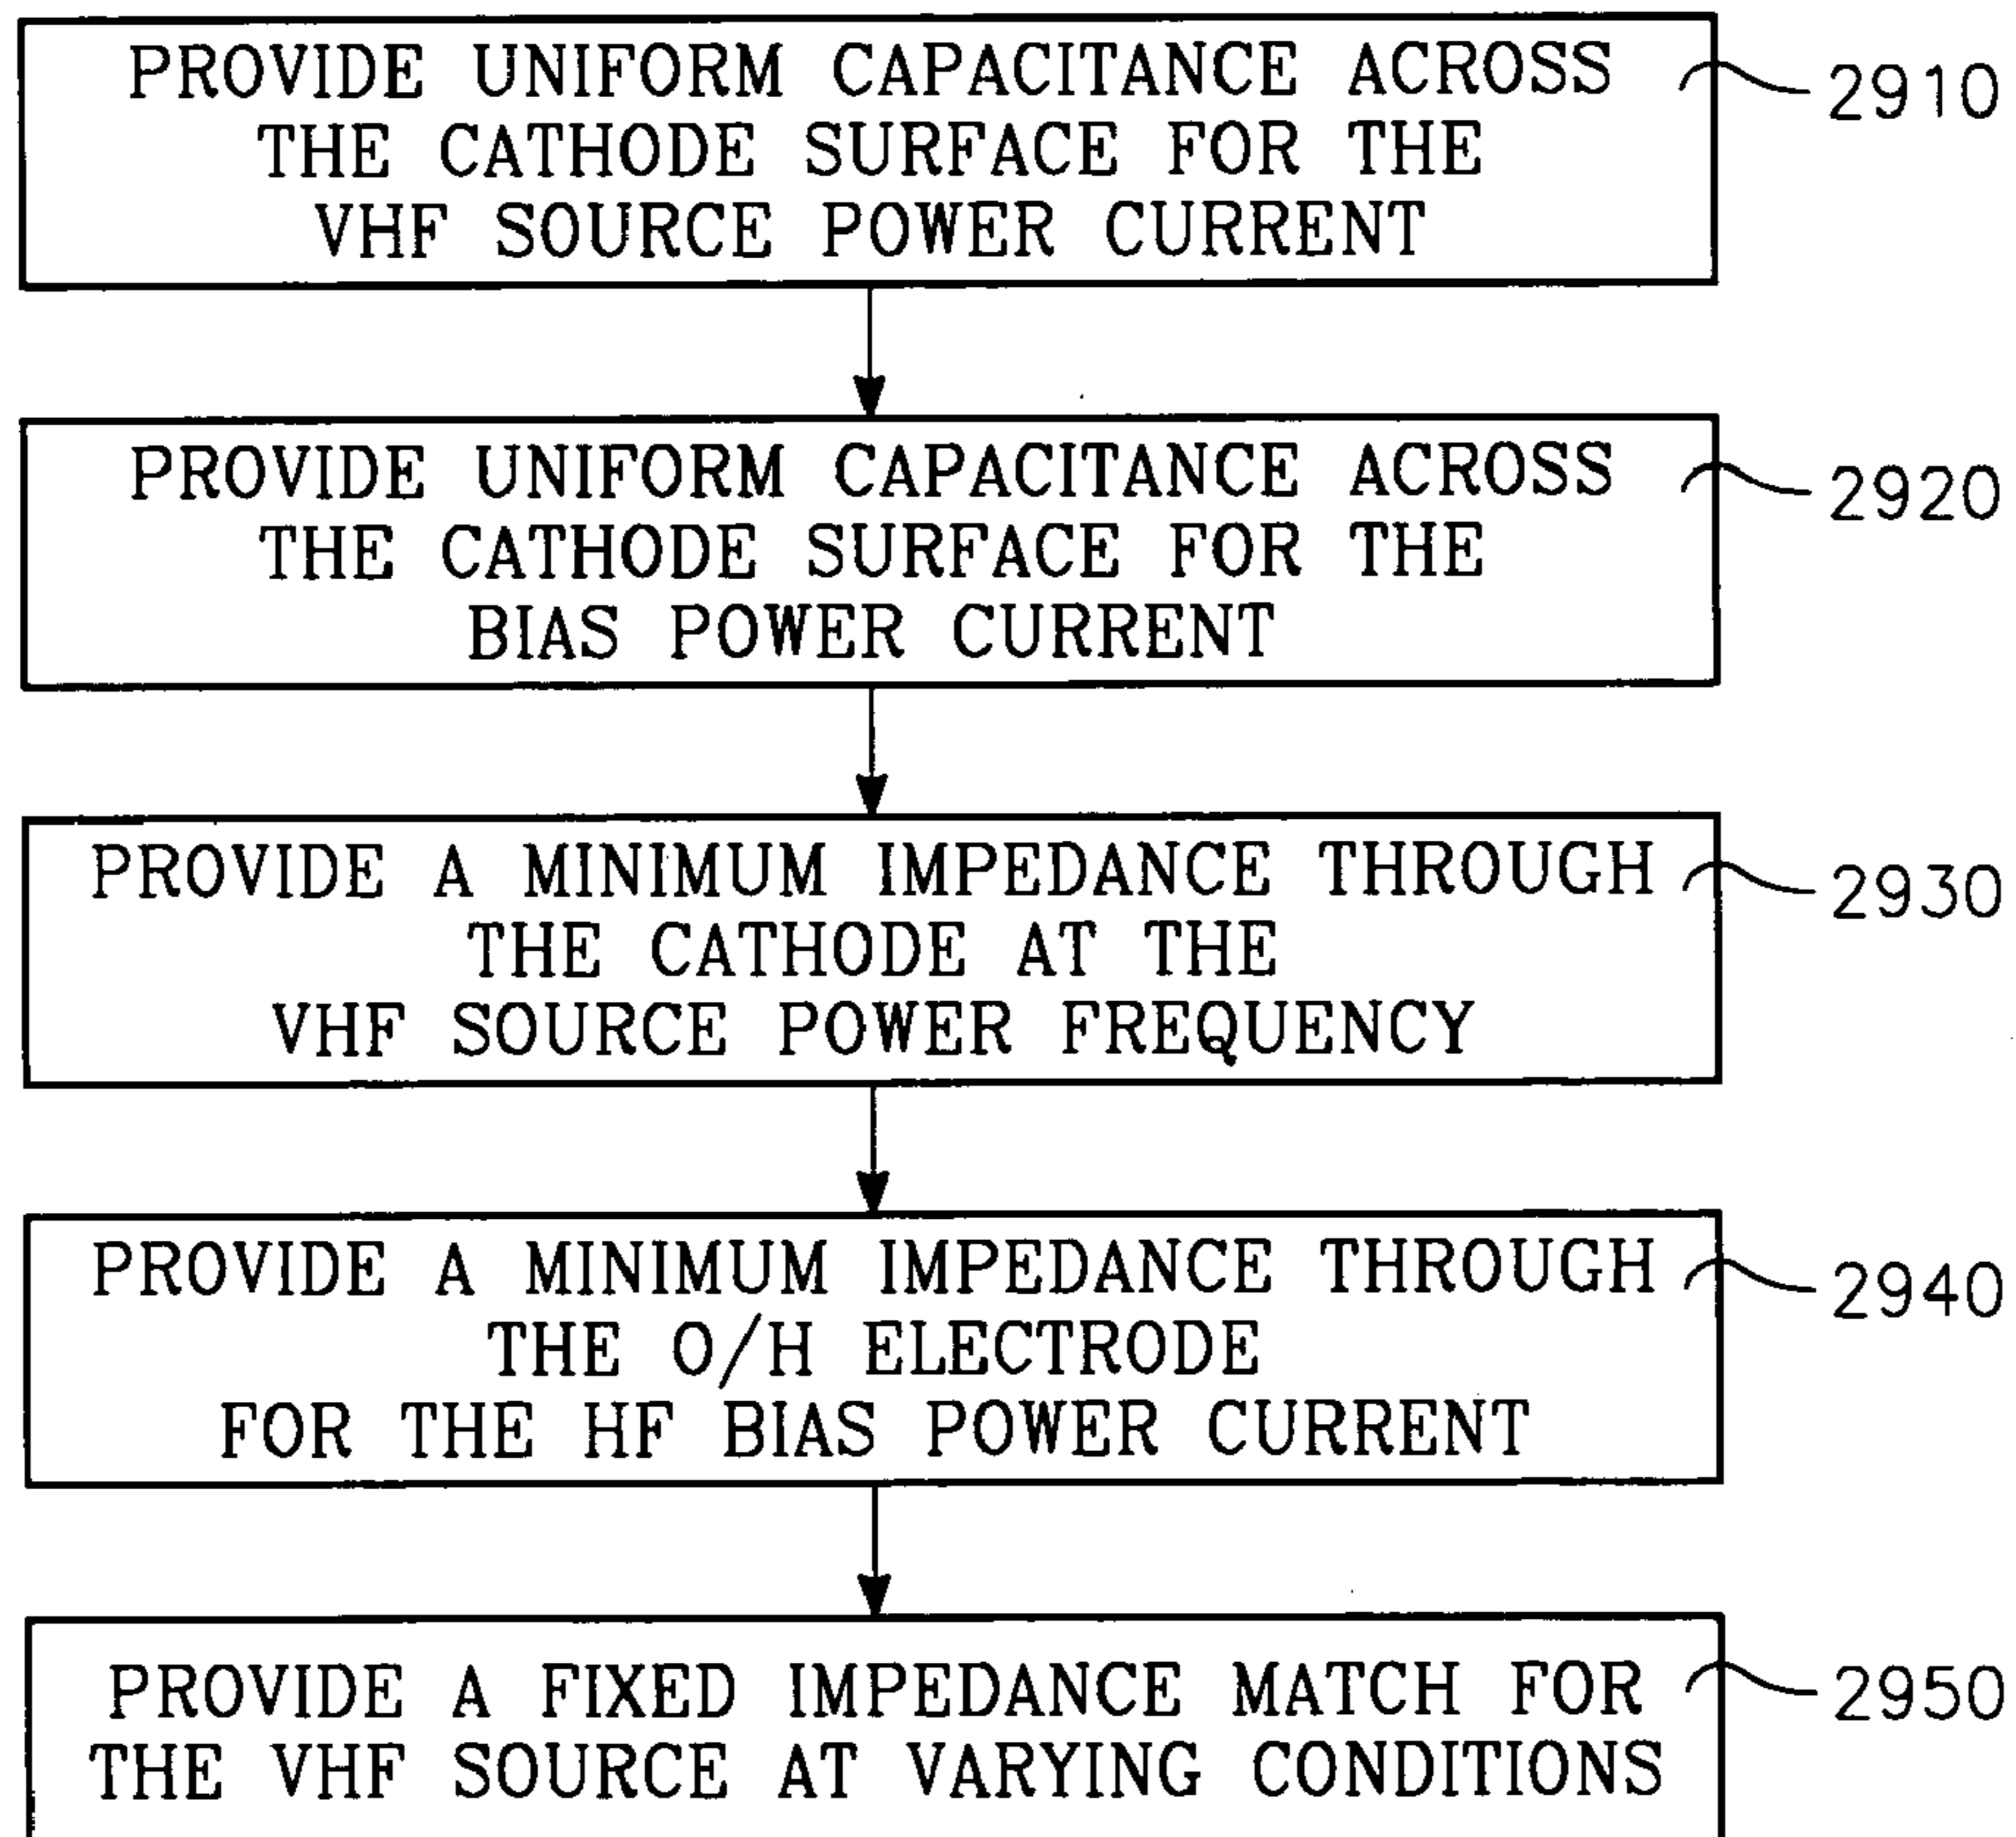 PROVIDE UNIFORM CAPACITANCE ACROSS
THE CATHODE SURFACE FOR THE
VHF SOURCE POWER CURRENT
2910
PROVIDE UNIFORM CAPACITANCE ACROSS
THE CATHODE SURFACE FOR THE
BIAS POWER CURRENT
2920
PROVIDE A MINIMUM IMPEDANCE THROUGH
THE CATHODE AT THE
VHF SOURCE POWER FREQUENCY
2930
PROVIDE A MINIMUM IMPEDANCE THROUGH
THE O/H ELECTRODE
FOR THE HF BIAS POWER CURRENT
2940
PROVIDE A FIXED IMPEDANCE MATCH FOR
THE VHF SOURCE AT VARYING CONDITIONS
2950